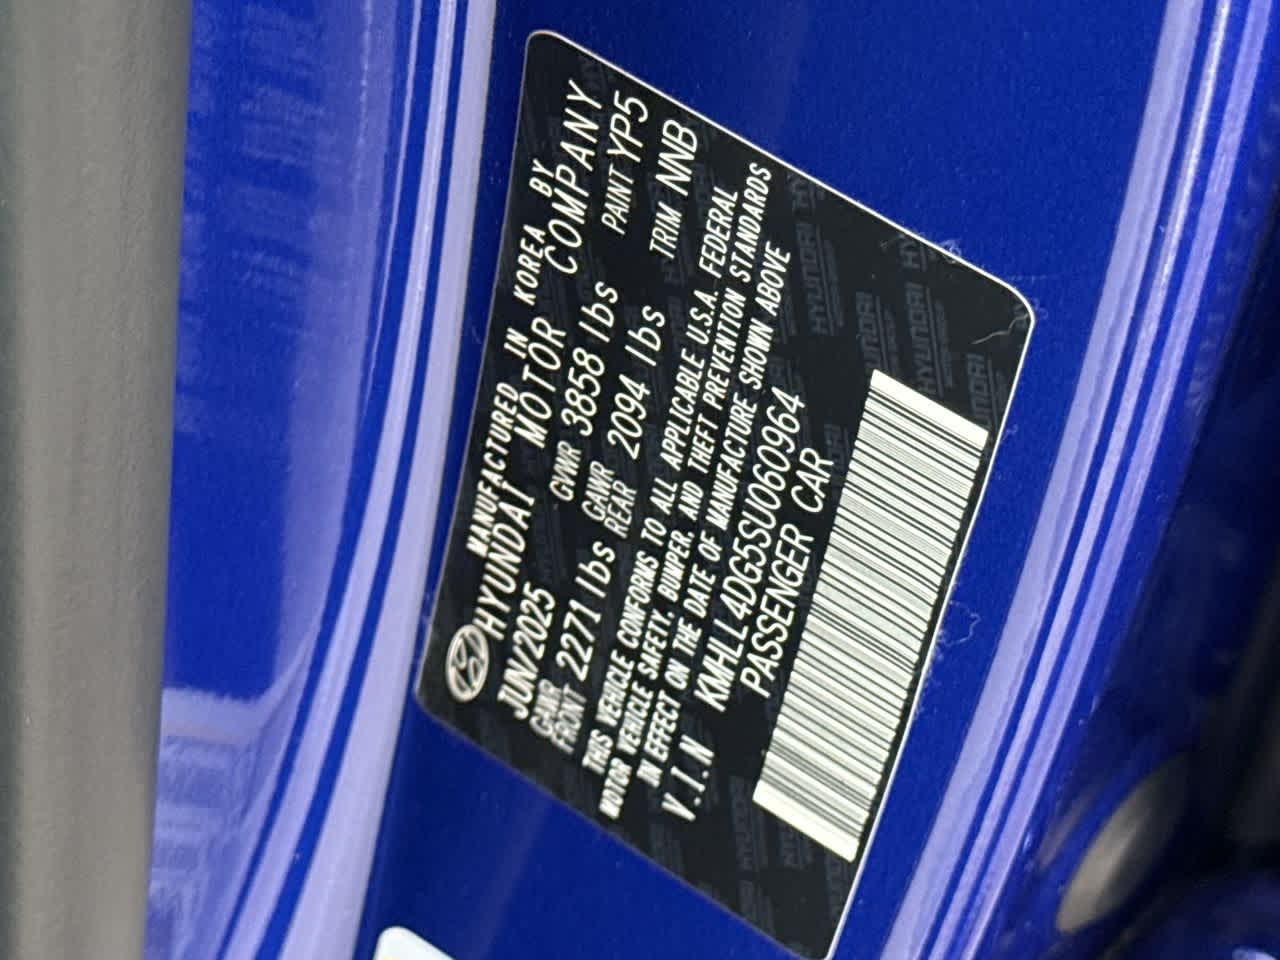 MANUFACTURED IN KOREA BY
HYUNDAI MOTOR COMPANY
JUN/2025 GVWR 3858 lbs PAINT YP5
GAWR FRONT 2271 lbs GAWR REAR 2094 lbs TRIM NNB
THIS VEHICLE CONFORMS TO ALL APPLICABLE U.S.A. FEDERAL
MOTOR VEHICLE SAFETY, BUMPER, AND THEFT PREVENTION STANDARDS
IN EFFECT ON THE DATE OF MANUFACTURE SHOWN ABOVE
V.I.N KMHLL4DG5SU060964
PASSENGER CAR